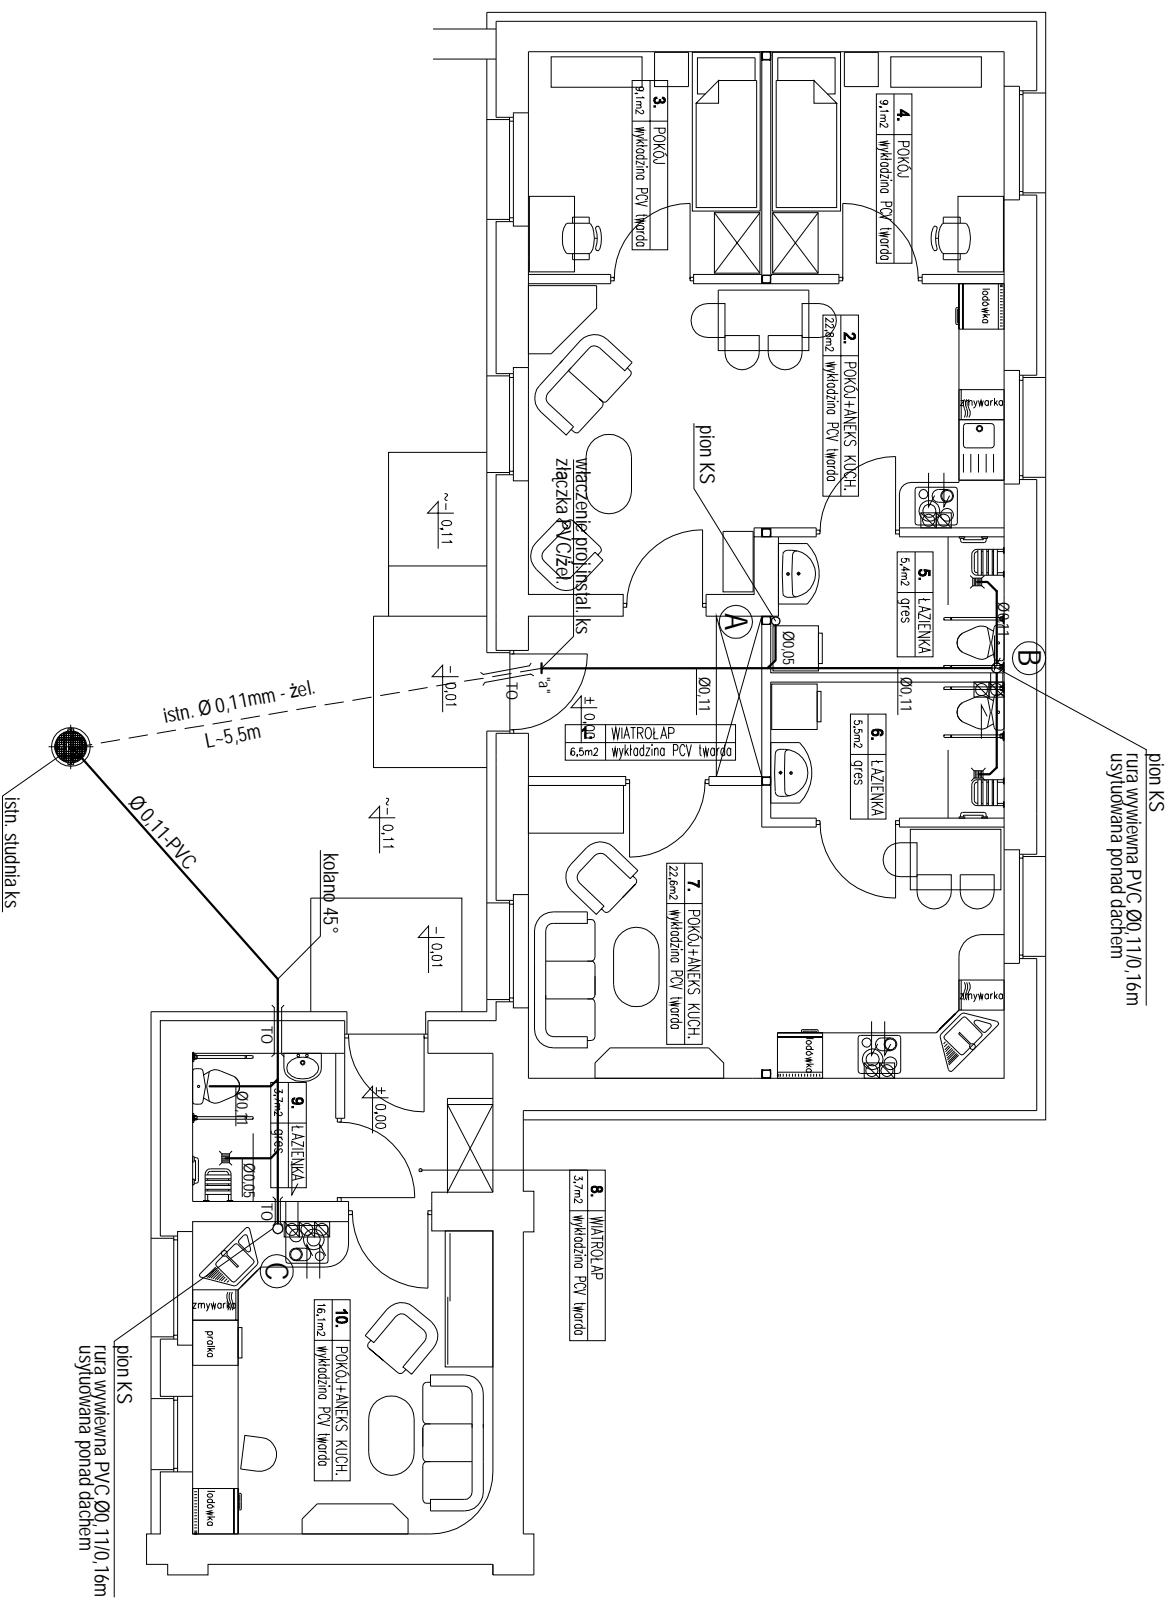 3. POKÓJ
9,1m2 wykładzina PCV twarda
4. POKÓJ
9,1m2 wykładzina PCV twarda
lodówka
zmywarka
2. POKÓJ+ANEKS KUCH.
22,8m2 wykładzina PCV twarda
pion KS
właczenie proj.instal. ks
złączka PVC/żel.
~- 0,11
5. ŁAZIENKA
5,4m2 gres
Ø0,11
A
Ø0,05
B
"a"
TO
- 0,01
Ø0,11
Ø0,11
± 0,00
1. WIATROŁAP
6,5m2 wykładzina PCV twarda
6. ŁAZIENKA
5,5m2 gres
pion KS
rura wywiewna PVC Ø0,11/0,16m
usytuowana ponad dachem
istn. Ø 0,11mm - żel.
L~5,5m
istn. studnia ks
Ø 0,11-PVC
~- 0,11
kolano 45°
- 0,01
7. POKÓJ+ANEKS KUCH.
22,6m2 wykładzina PCV twarda
zmywarka
lodówka
TO
± 0,00
9. ŁAZIENKA
3,7m2 gres
Ø0,11
Ø0,05
TO
8. WIATROŁAP
3,7m2 wykładzina PCV twarda
C
zmywarka
pralka
lodówka
10. POKÓJ+ANEKS KUCH.
16,1m2 wykładzina PCV twarda
pion KS
rura wywiewna PVC Ø0,11/0,16m
usytuowana ponad dachem